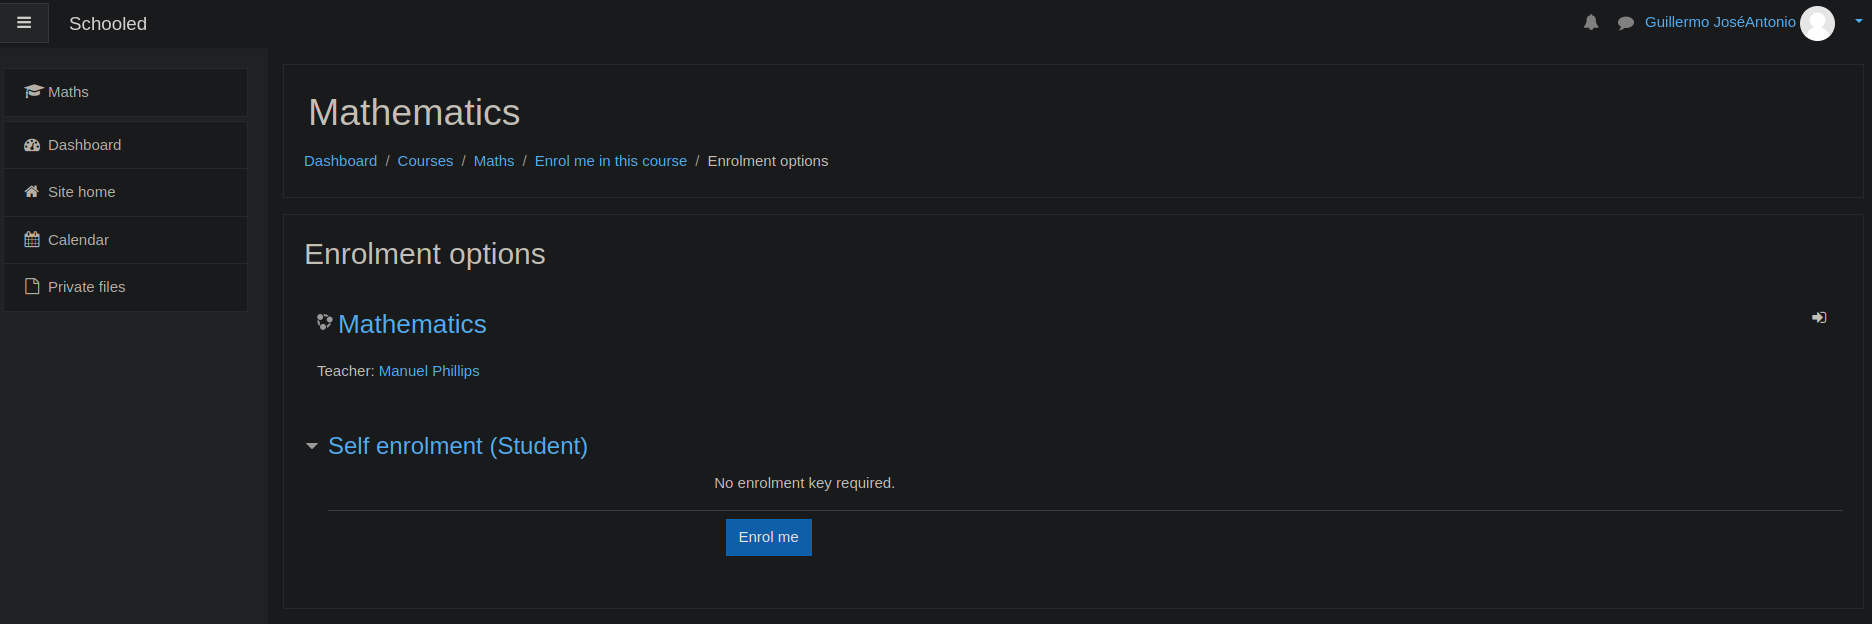 Schooled
Guillermo JoséAntonio
Maths
Dashboard
Site home
Calendar
Private files
Mathematics
Dashboard / Courses / Maths / Enrol me in this course / Enrolment options
Enrolment options
Mathematics
Teacher: Manuel Phillips
Self enrolment (Student)
No enrolment key required.
Enrol me